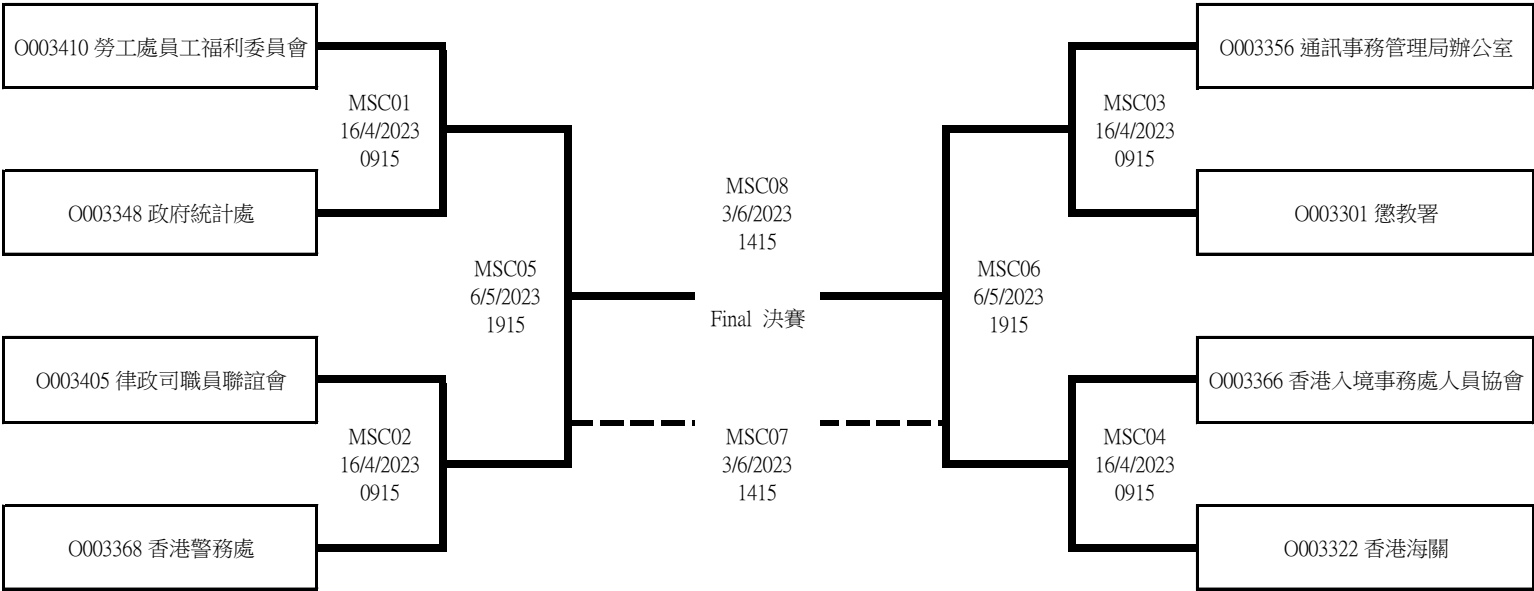 O003410 勞工處員工福利委員會
MSC01
16/4/2023
0915
O003348 政府統計處
MSC05
6/5/2023
1915
O003405 律政司職員聯誼會
MSC02
16/4/2023
0915
O003368 香港警務處
MSC08
3/6/2023
1415
Final 決賽
MSC07
3/6/2023
1415
O003356 通訊事務管理局辦公室
MSC03
16/4/2023
0915
O003301 懲教署
MSC06
6/5/2023
1915
O003366 香港入境事務處人員協會
MSC04
16/4/2023
0915
O003322 香港海關